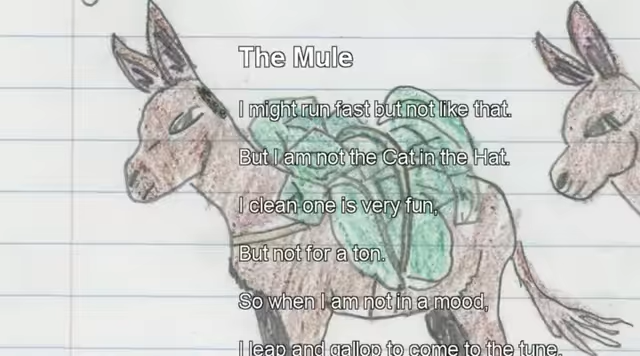 The Mule
I might run fast but not like that.
But I am not the Cat in the Hat.
I clean one is very fun,
But not for a ton.
So when I am not in a mood,
I leap and gallop to come to the tune